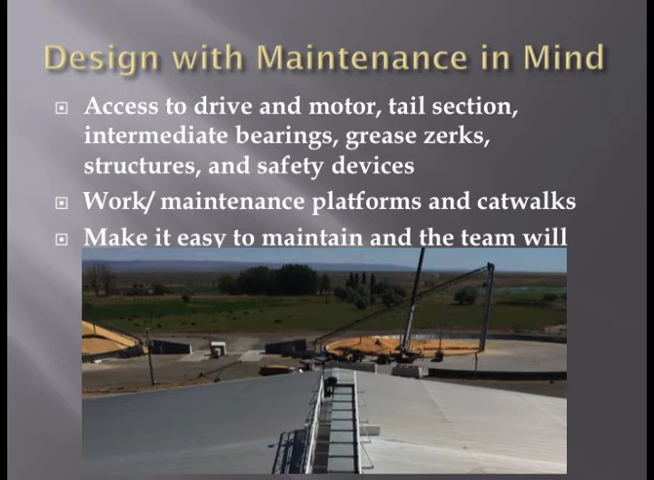 Design with Maintenance in Mind
Access to drive and motor, tail section,
intermediate bearings, grease zerks,
structures, and safety devices
Work/ maintenance platforms and catwalks
Make it easy to maintain and the team will